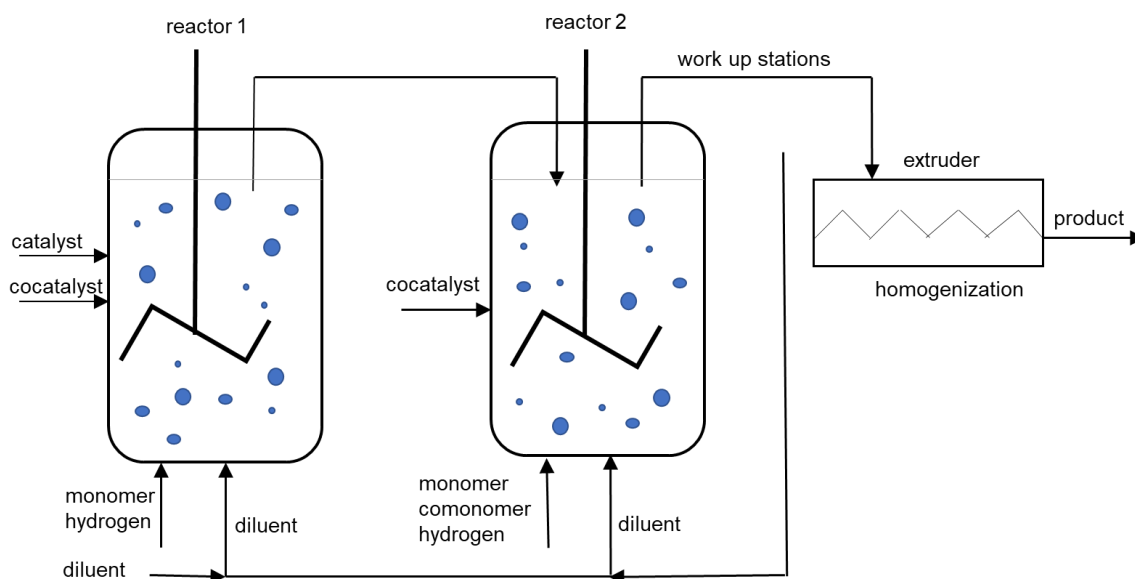 reactor 1
reactor 2
work up stations
extruder
catalyst
cocatalyst
cocatalyst
product
homogenization
monomer
hydrogen
diluent
monomer
comonomer
hydrogen
diluent
diluent